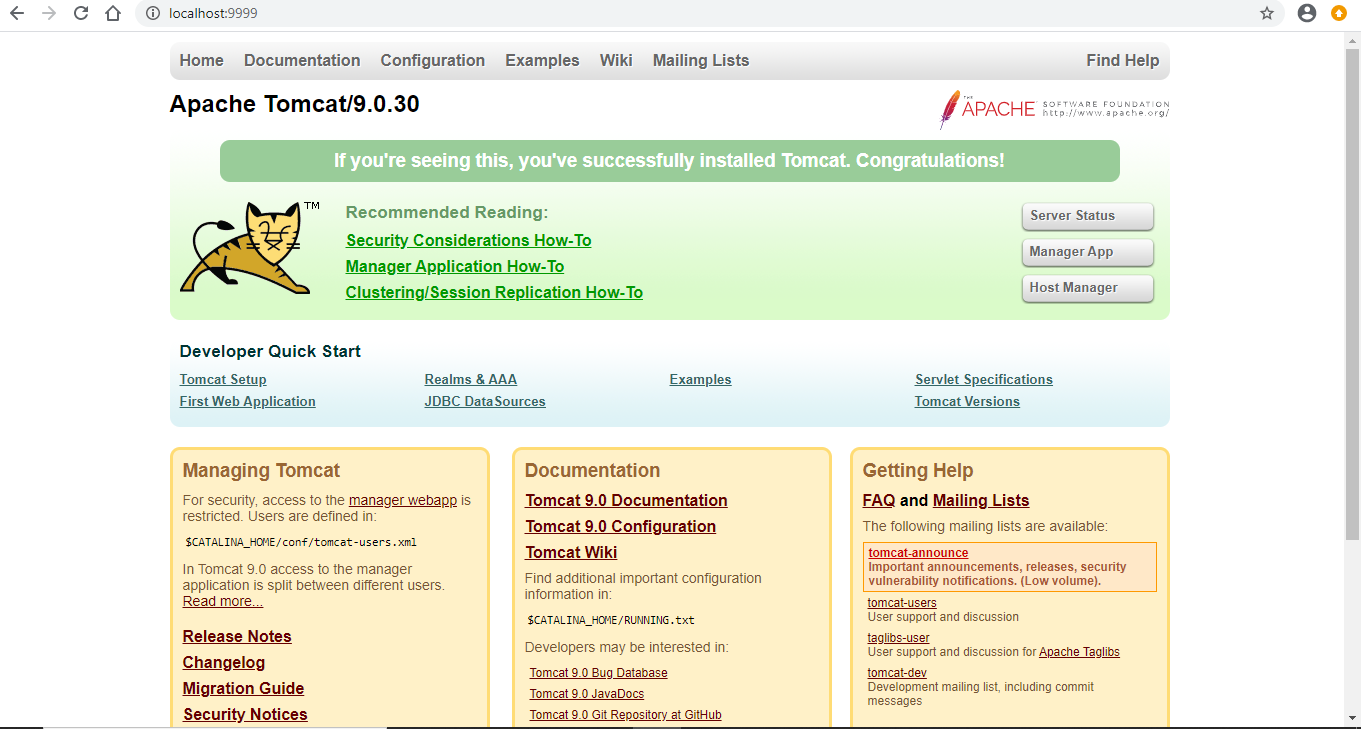 localhost:9999
Home Documentation Configuration Examples Wiki Mailing Lists Find Help
Apache Tomcat/9.0.30
THE APACHE SOFTWARE FOUNDATION
http://www.apache.org/
If you're seeing this, you've successfully installed Tomcat. Congratulations!
TM
Recommended Reading:
Security Considerations How-To
Manager Application How-To
Clustering/Session Replication How-To
Server Status
Manager App
Host Manager
Developer Quick Start
Tomcat Setup
First Web Application
Realms & AAA
JDBC DataSources
Examples
Servlet Specifications
Tomcat Versions
Managing Tomcat
For security, access to the manager webapp is
restricted. Users are defined in:
$CATALINA_HOME/conf/tomcat-users.xml
In Tomcat 9.0 access to the manager
application is split between different users.
Read more...
Release Notes
Changelog
Migration Guide
Security Notices
Documentation
Tomcat 9.0 Documentation
Tomcat 9.0 Configuration
Tomcat Wiki
Find additional important configuration
information in:
$CATALINA_HOME/RUNNING.txt
Developers may be interested in:
Tomcat 9.0 Bug Database
Tomcat 9.0 JavaDocs
Tomcat 9.0 Git Repository at GitHub
Getting Help
FAQ and Mailing Lists
The following mailing lists are available:
tomcat-announce
Important announcements, releases, security
vulnerability notifications. (Low volume).
tomcat-users
User support and discussion
taglibs-user
User support and discussion for Apache Taglibs
tomcat-dev
Development mailing list, including commit
messages